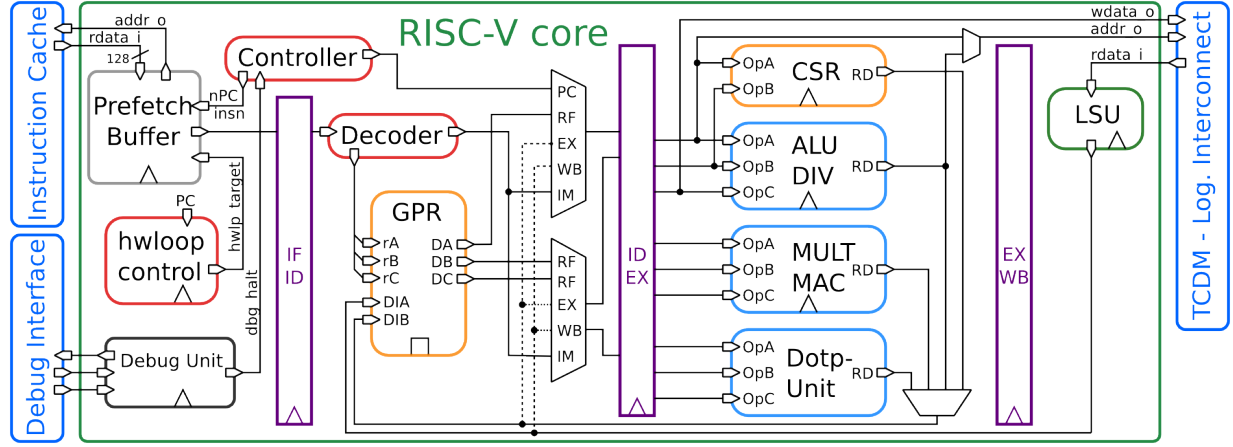 RISC-V core
Instruction Cache
addr_o
rdata_i
128
Prefetch
Buffer
nPC
insn
hwlp_target
PC
hwloop
control
Debug Interface
Debug Unit
dbg_halt
Controller
IF
ID
Decoder
GPR
rA
rB
rC
DIA
DIB
DA
DB
DC
PC
RF
EX
WB
IM
RF
RF
EX
WB
IM
ID
EX
OpA
OpB
CSR
RD
OpA
OpB
OpC
ALU
DIV
RD
OpA
OpB
OpC
MULT
MAC
RD
OpA
OpB
OpC
Dotp-
Unit
RD
EX
WB
LSU
wdata_o
addr_o
rdata_i
TCDM - Log. Interconnect